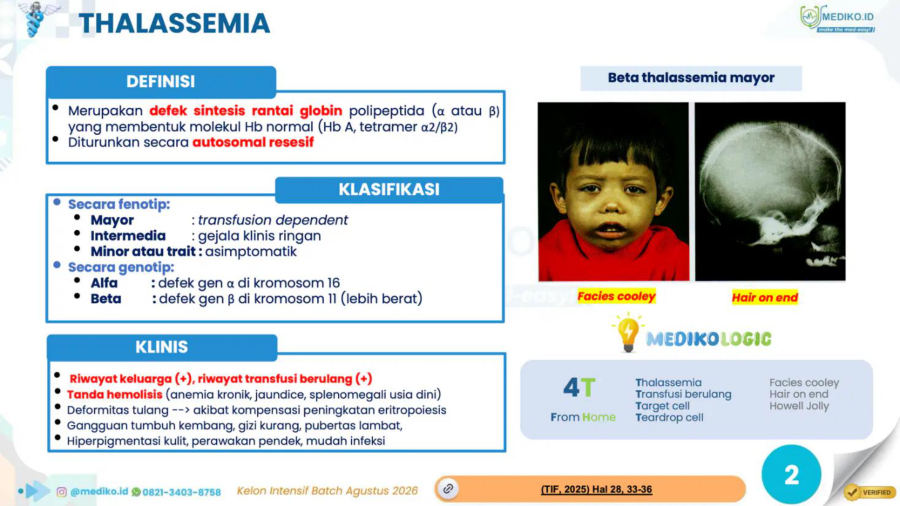 THALASSEMIA
MEDIKO.ID
make the med-easy! ;)
DEFINISI
• Merupakan defek sintesis rantai globin polipeptida (α atau β)
yang membentuk molekul Hb normal (Hb A, tetramer α2/β2)
• Diturunkan secara autosomal resesif
KLASIFIKASI
• Secara fenotip:
• Mayor : transfusion dependent
• Intermedia : gejala klinis ringan
• Minor atau trait : asimptomatik
• Secara genotip:
• Alfa : defek gen α di kromosom 16
• Beta : defek gen β di kromosom 11 (lebih berat)
KLINIS
• Riwayat keluarga (+), riwayat transfusi berulang (+)
• Tanda hemolisis (anemia kronik, jaundice, splenomegali usia dini)
• Deformitas tulang --> akibat kompensasi peningkatan eritropoiesis
• Gangguan tumbuh kembang, gizi kurang, pubertas lambat,
• Hiperpigmentasi kulit, perawakan pendek, mudah infeksi
Beta thalassemia mayor
Facies cooley
Hair on end
MEDIKOLOGIC
4T
From Home
Thalassemia
Transfusi berulang
Target cell
Teardrop cell
Facies cooley
Hair on end
Howell Jolly
@mediko.id 0821-3403-8758
Kelon Intensif Batch Agustus 2026
(TIF, 2025) Hal 28, 33-36
2
VERIFIED